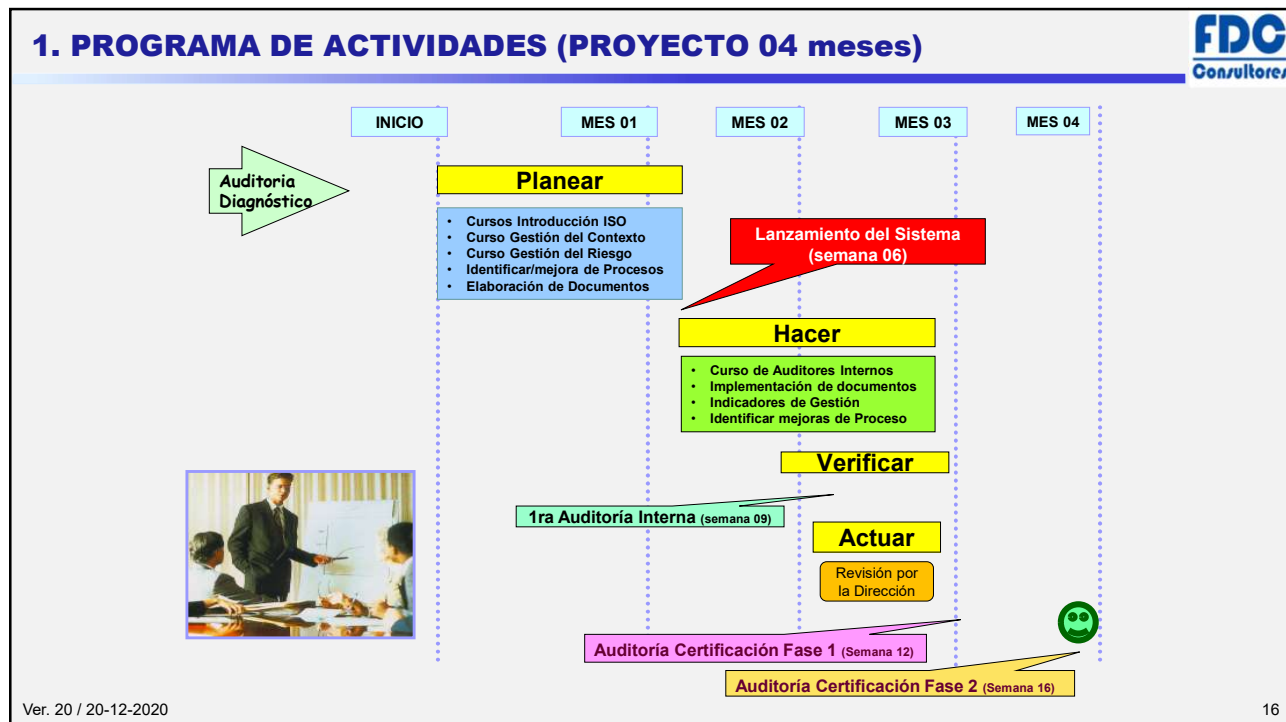 1. PROGRAMA DE ACTIVIDADES (PROYECTO 04 meses)
FDC
Consultores
INICIO
MES 01
MES 02
MES 03
MES 04
Auditoria
Diagnóstico
Planear
• Cursos Introducción ISO
• Curso Gestión del Contexto
• Curso Gestión del Riesgo
• Identificar/mejora de Procesos
• Elaboración de Documentos
Lanzamiento del Sistema
(semana 06)
Hacer
• Curso de Auditores Internos
• Implementación de documentos
• Indicadores de Gestión
• Identificar mejoras de Proceso
Verificar
1ra Auditoría Interna (semana 09)
Actuar
Revisión por
la Dirección
Auditoría Certificación Fase 1 (Semana 12)
Auditoría Certificación Fase 2 (Semana 16)
Ver. 20 / 20-12-2020
16